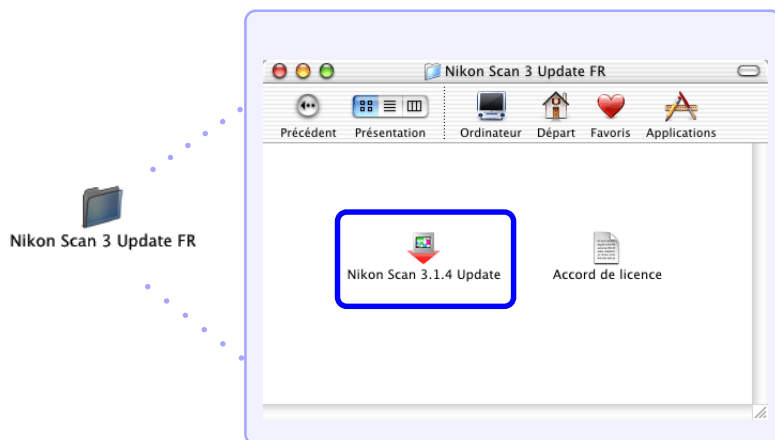 Nikon Scan 3 Update FR
Précédent Présentation Ordinateur Départ Favoris Applications
Nikon Scan 3 Update FR
Nikon Scan 3.1.4 Update Accord de licence